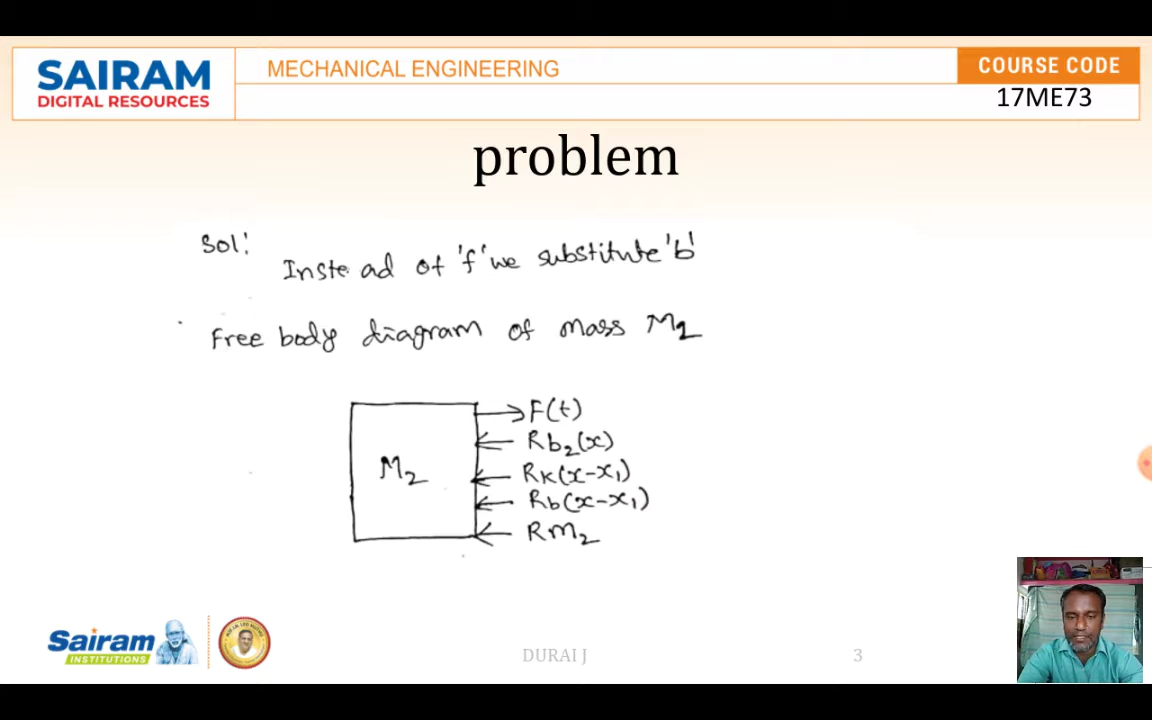 SAIRAM
DIGITAL RESOURCES
MECHANICAL ENGINEERING
COURSE CODE
17ME73
problem
Sol:
Instead of 'f' we substitute 'b'
Free body diagram of mass M2
M2
F(t)
Rb2(x)
RK(x-x1)
Rb(x-x1)
RM2
Sairam
INSTITUTIONS
DURAI J
3